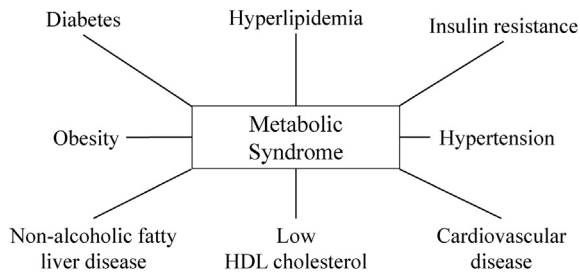 Diabetes
Hyperlipidemia
Insulin resistance
Obesity
Metabolic
Syndrome
Hypertension
Non-alcoholic fatty
liver disease
Low
HDL cholesterol
Cardiovascular
disease